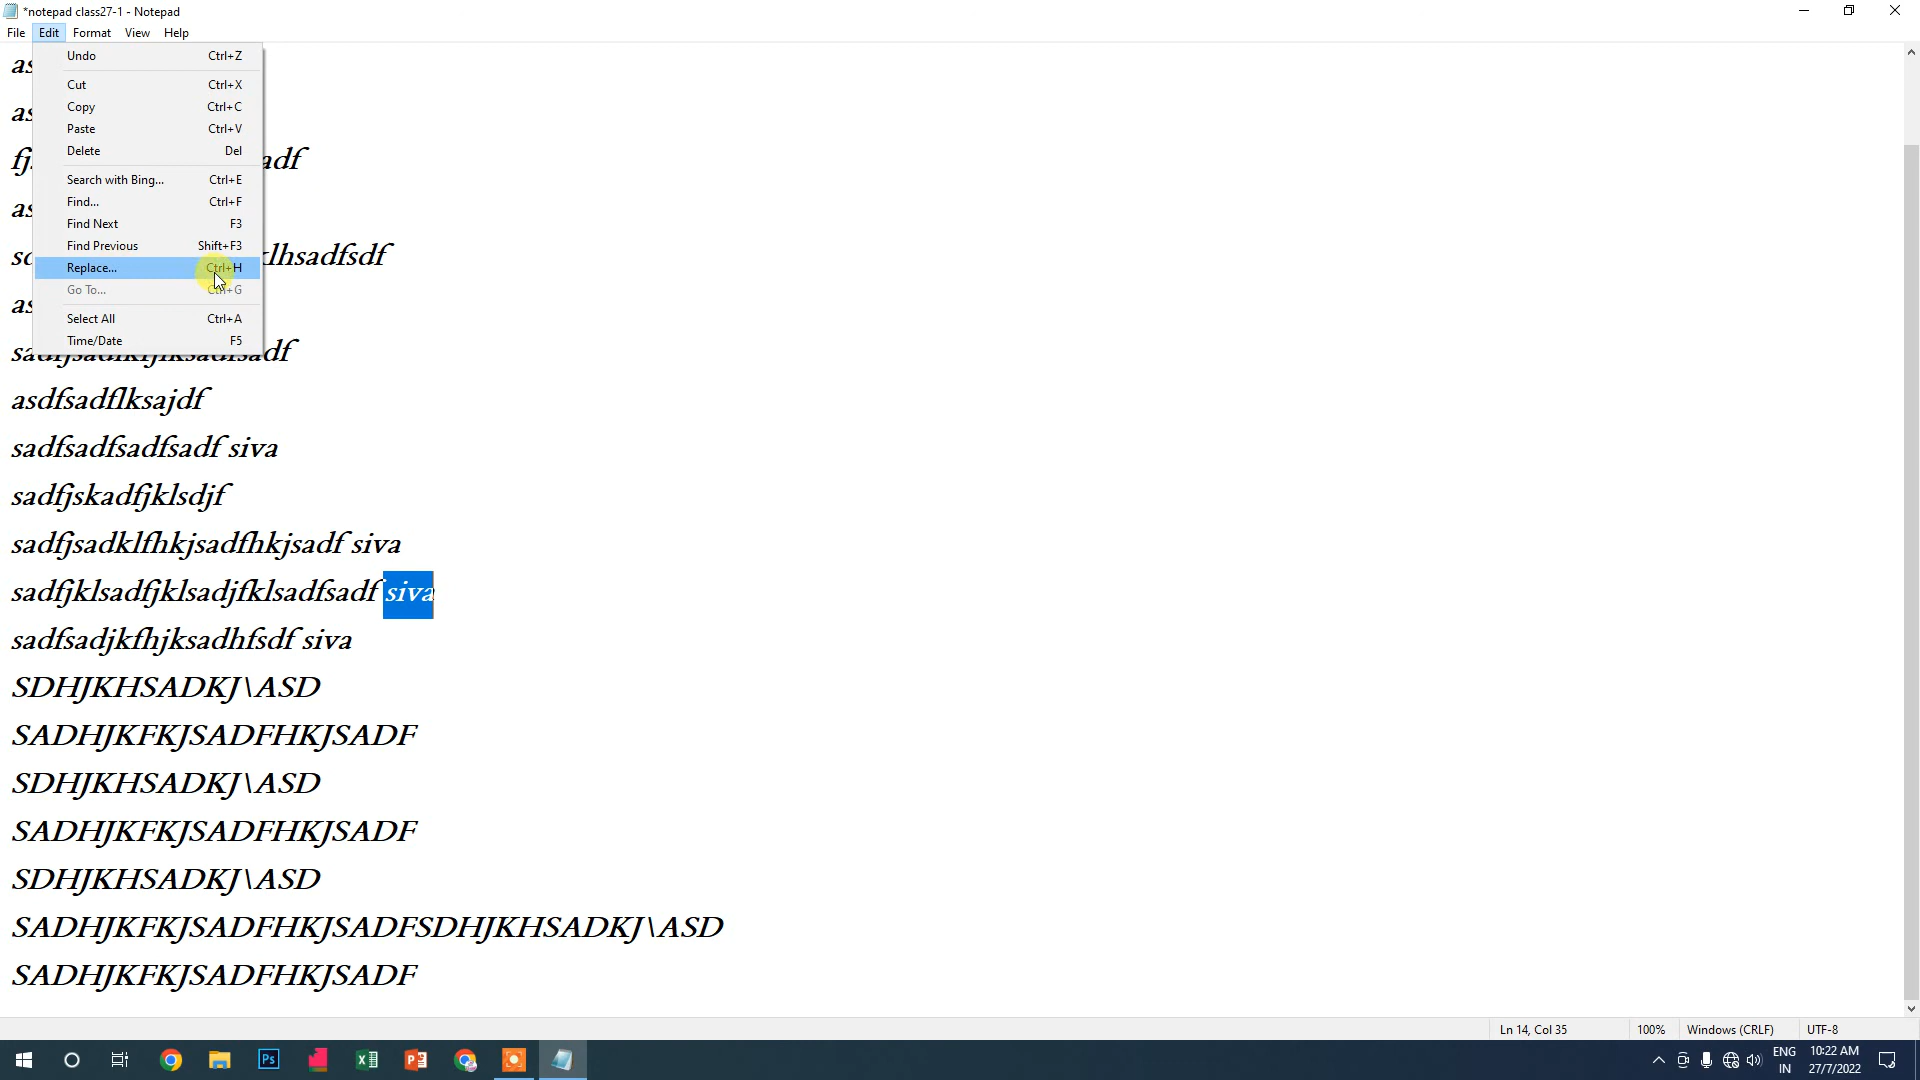 *notepad class27-1 - Notepad
File Edit Format View Help
Undo Ctrl+Z
Cut Ctrl+X
Copy Ctrl+C
Paste Ctrl+V
Delete Del
Search with Bing... Ctrl+E
Find... Ctrl+F
Find Next F3
Find Previous Shift+F3
Replace... Ctrl+H
Go To... Ctrl+G
Select All Ctrl+A
Time/Date F5
asdfsadflksajdf
sadfsadfsadfsadf siva
sadfjskadfjklsdjf
sadfjsadklfhkjsadfhkjsadf siva
sadfjklsadfjklsadjfklsadfsadf siva
sadfsadjkfhjksadhfsdf siva
SDHJKHSADKJ\ASD
SADHJKFKJSADFHKJSADF
SDHJKHSADKJ\ASD
SADHJKFKJSADFHKJSADF
SDHJKHSADKJ\ASD
SADHJKFKJSADFHKJSADFSDHJKHSADKJ\ASD
SADHJKFKJSADFHKJSADF
Ln 14, Col 35 100% Windows (CRLF) UTF-8
Ps
ENG 10:22 AM
IN 27/7/2022